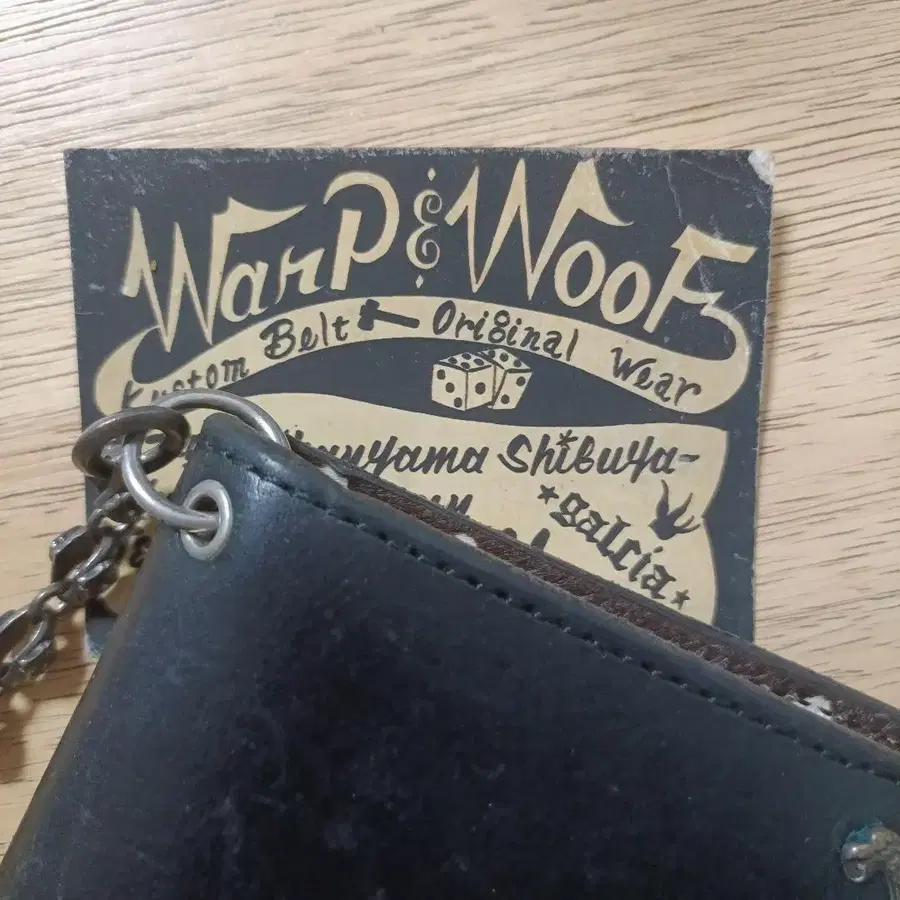 Warp & Woof
Kustom Belt Original Wear
Shibuya-
galcia